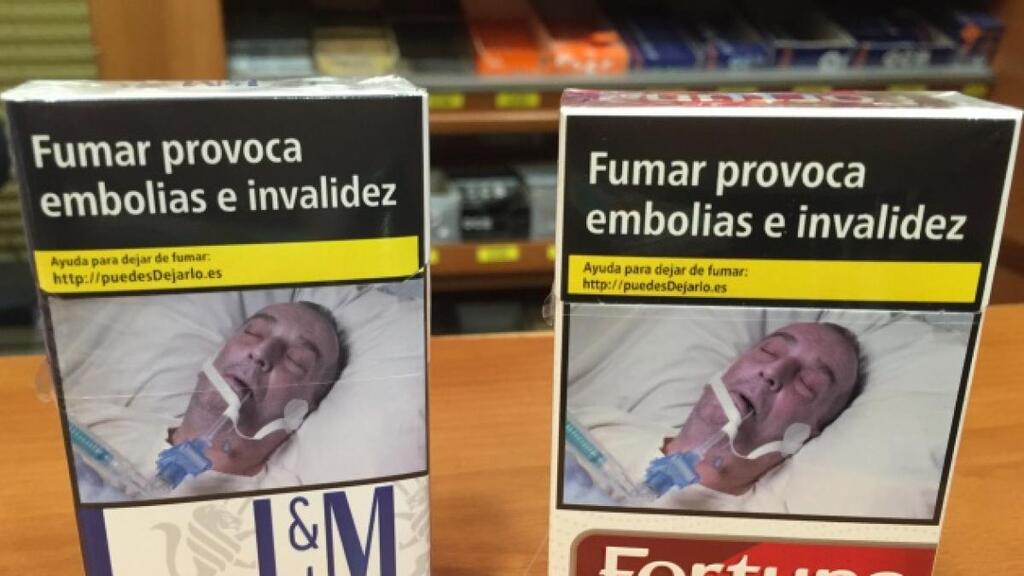 Fumar provoca
embolias e invalidez
Ayuda para dejar de fumar:
http://puedesDejarlo.es
L&M
Fumar provoca
embolias e invalidez
Ayuda para dejar de fumar:
http://puedesDejarlo.es
Fortuna